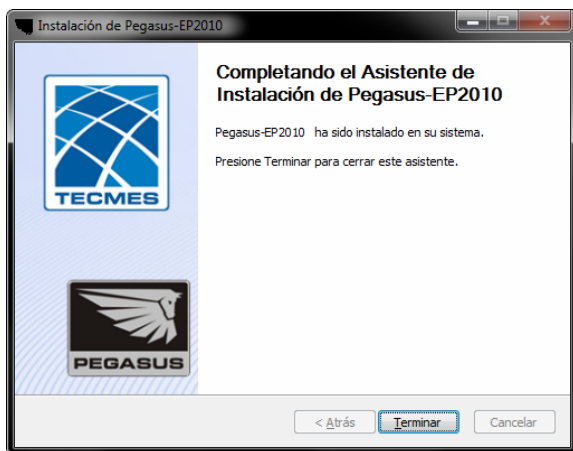 Instalación de Pegasus-EP2010
Completando el Asistente de
Instalación de Pegasus-EP2010
Pegasus-EP2010 ha sido instalado en su sistema.
Presione Terminar para cerrar este asistente.
TECMES
PEGASUS
< Atrás
Terminar
Cancelar